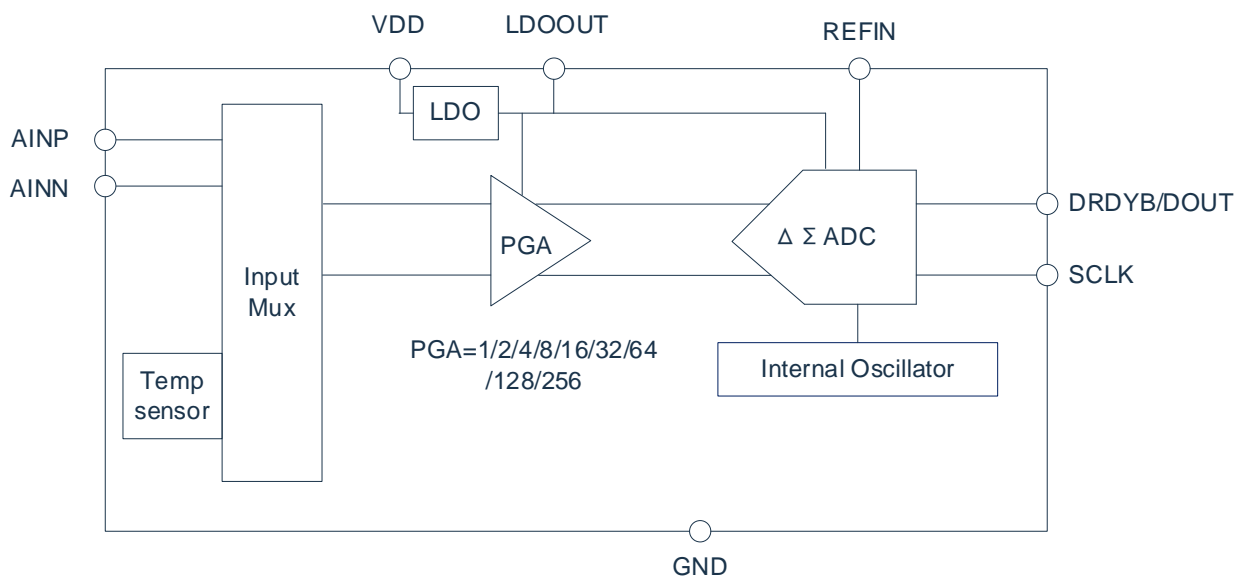 VDD
LDOOUT
REFIN
LDO
AINP
AINN
DRDYB/DOUT
Δ Σ ADC
PGA
SCLK
Input
Mux
PGA=1/2/4/8/16/32/64
/128/256
Internal Oscillator
Temp
sensor
GND